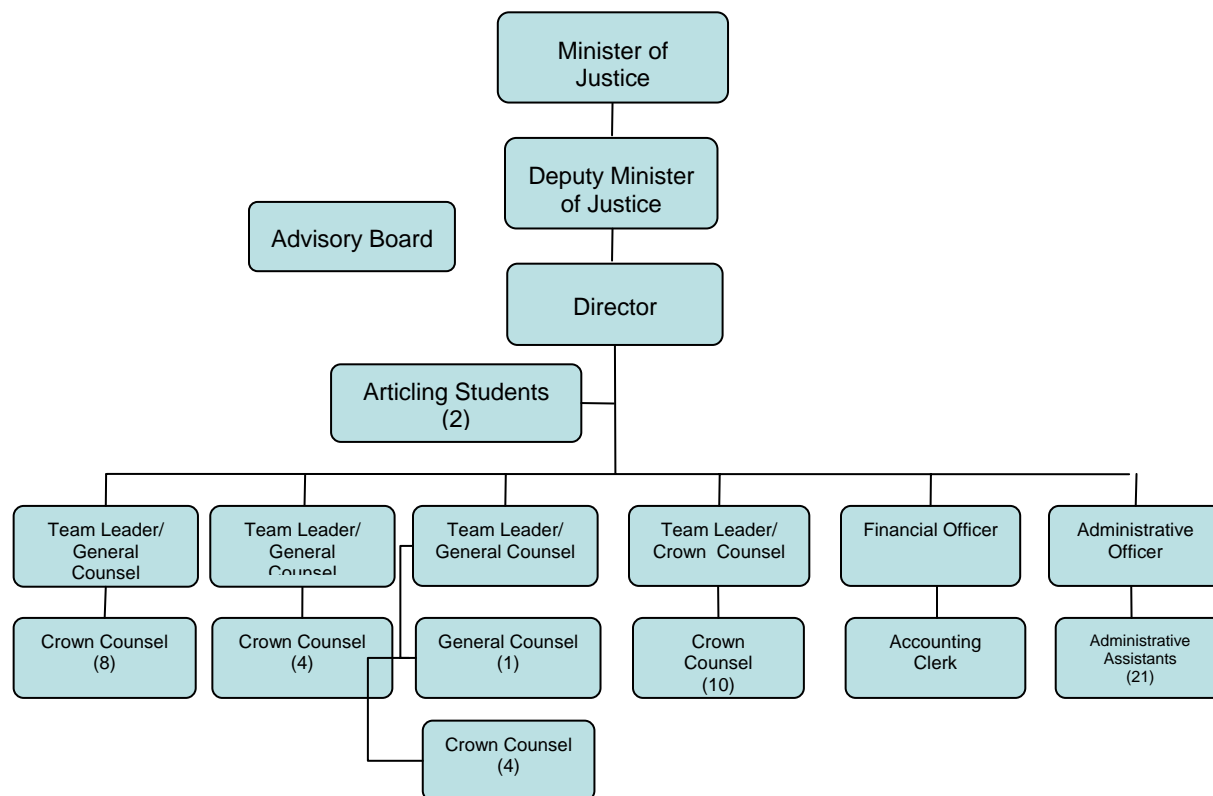 Minister of
Justice
Deputy Minister
of Justice
Advisory Board
Director
Articling Students
(2)
Team Leader/
General
Counsel
Team Leader/
General
Counsel
Team Leader/
General Counsel
Team Leader/
Crown Counsel
Financial Officer
Administrative
Officer
Crown Counsel
(8)
Crown Counsel
(4)
General Counsel
(1)
Crown
Counsel
(10)
Accounting
Clerk
Administrative
Assistants
(21)
Crown Counsel
(4)